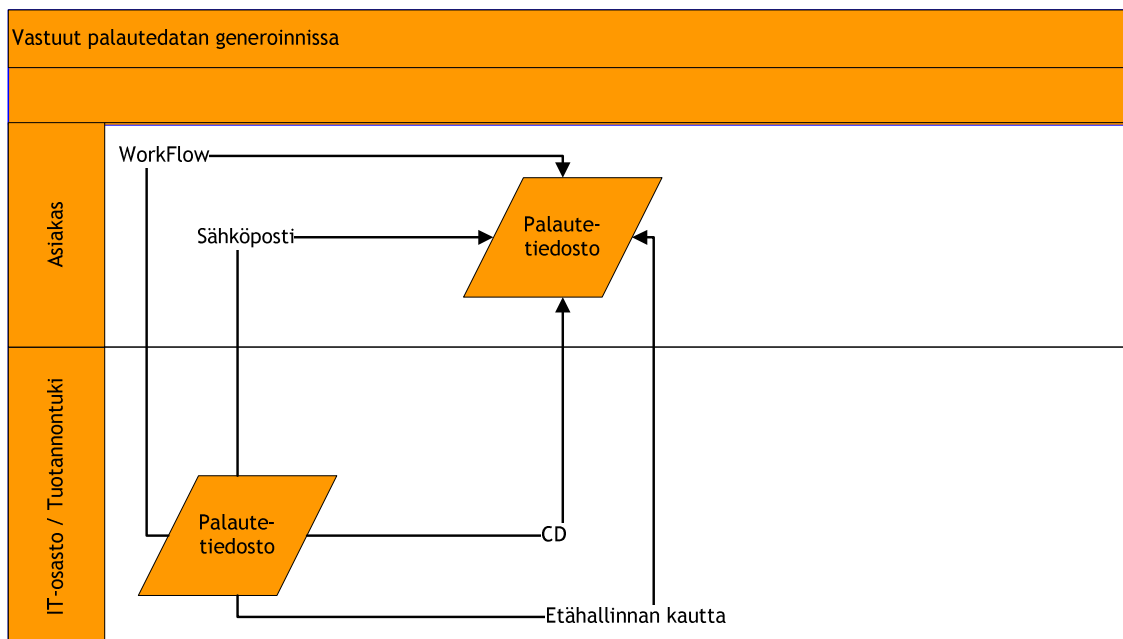 Vastuut palautedatan generoinnissa
Asiakas
WorkFlow
Sähköposti
Palaute-
tiedosto
IT-osasto / Tuotannontuki
Palaute-
tiedosto
CD
Etähallinnan kautta